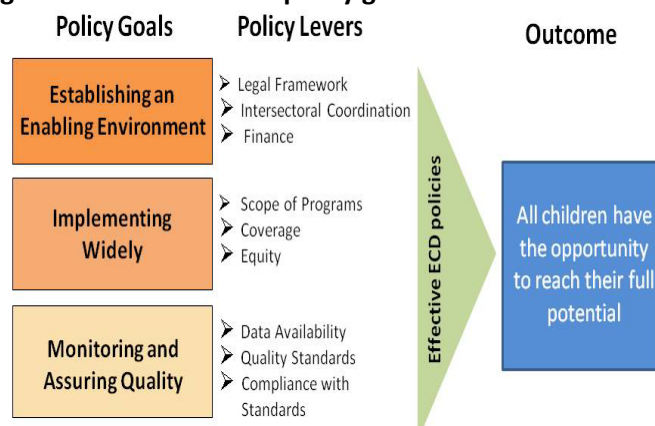 Policy Goals
Policy Levers
Outcome
Establishing an
Enabling Environment
Legal Framework
Intersectoral Coordination
Finance
Implementing
Widely
Scope of Programs
Coverage
Equity
Monitoring and
Assuring Quality
Data Availability
Quality Standards
Compliance with
Standards
Effective ECD policies
All children have
the opportunity
to reach their full
potential